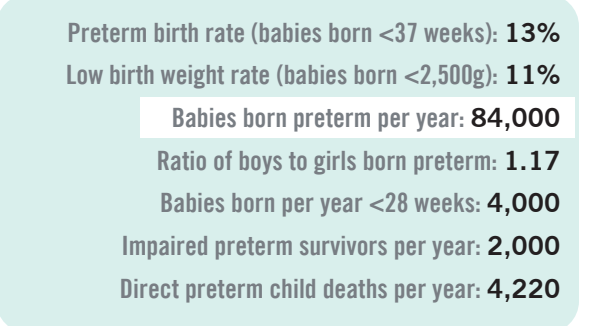 Preterm birth rate (babies born <37 weeks): 13%
Low birth weight rate (babies born <2,500g): 11%
Babies born preterm per year: 84,000
Ratio of boys to girls born preterm: 1.17
Babies born per year <28 weeks: 4,000
Impaired preterm survivors per year: 2,000
Direct preterm child deaths per year: 4,220